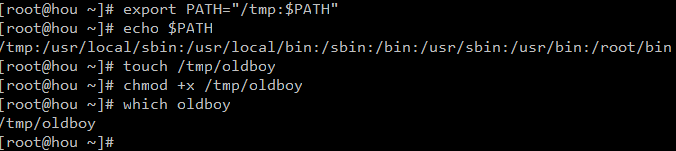 [root@hou ~]# export PATH="/tmp:$PATH"
[root@hou ~]# echo $PATH
/tmp:/usr/local/sbin:/usr/local/bin:/sbin:/bin:/usr/sbin:/usr/bin:/root/bin
[root@hou ~]# touch /tmp/oldboy
[root@hou ~]# chmod +x /tmp/oldboy
[root@hou ~]# which oldboy
/tmp/oldboy
[root@hou ~]#